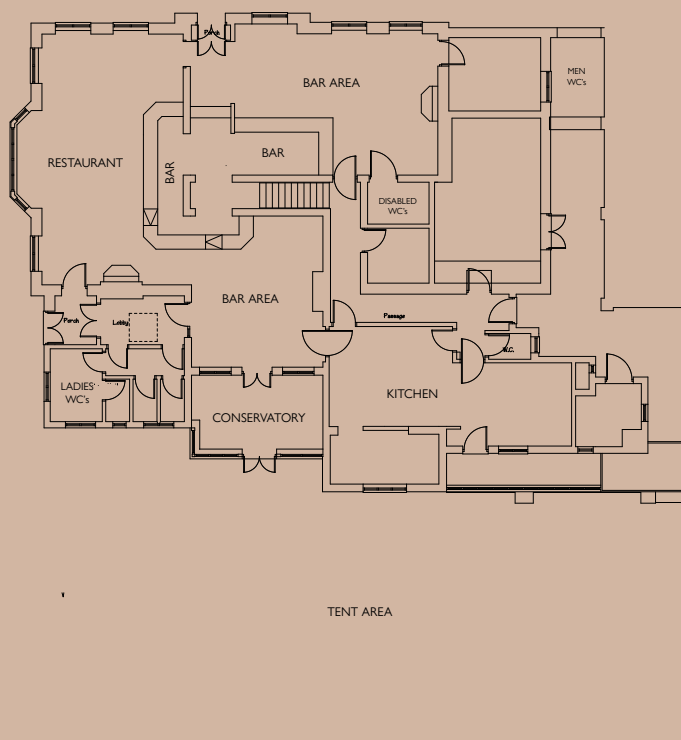 Porch
BAR AREA
MEN
WC's
RESTAURANT
BAR
BAR
DISABLED
WC's
BAR AREA
Passage
Porch
Lobby
W.C.
LADIES'
WC's
KITCHEN
CONSERVATORY
TENT AREA